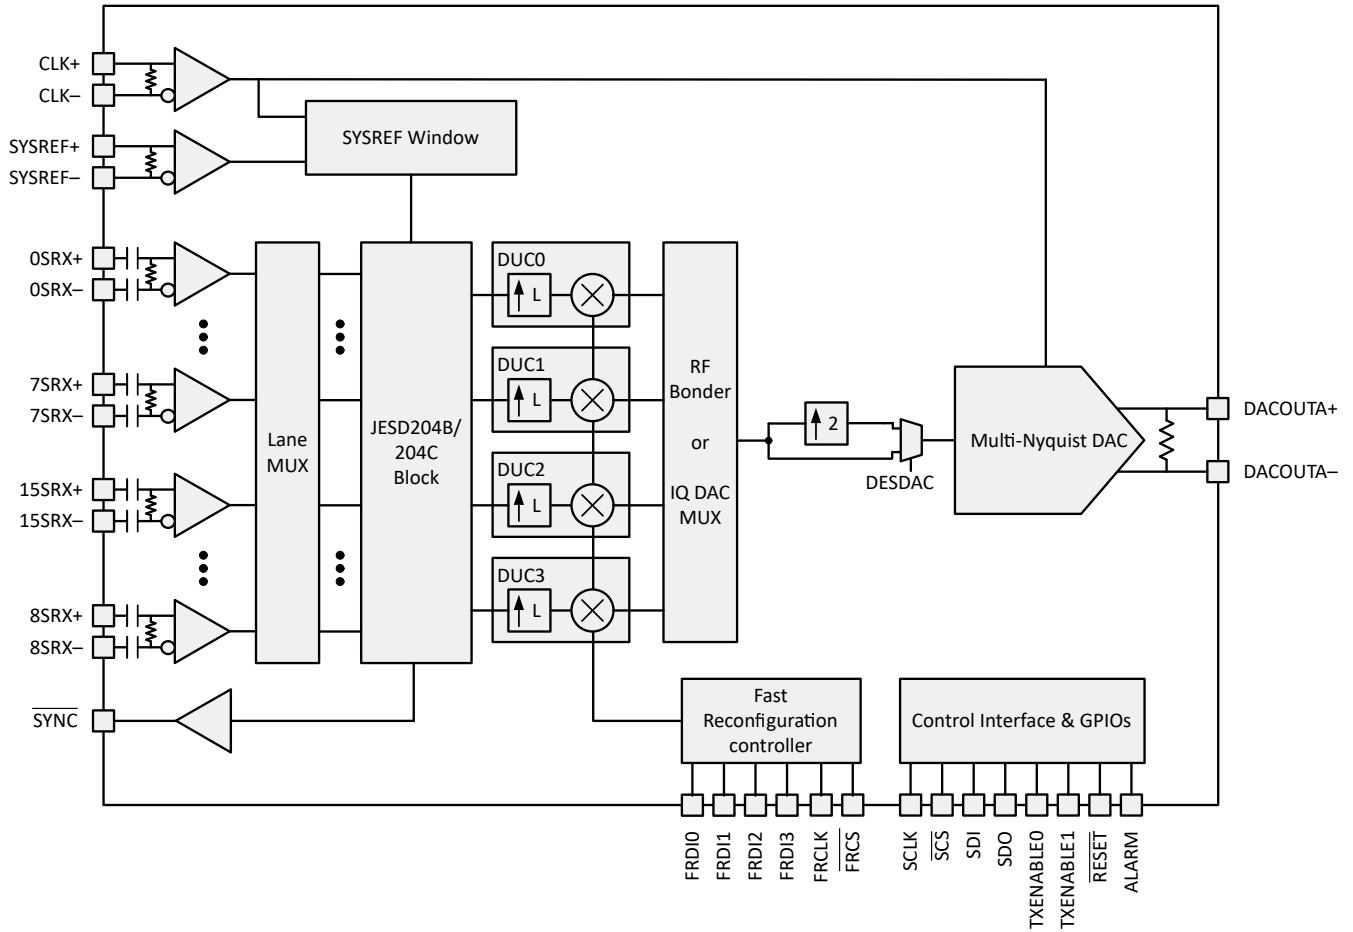 CLK+
CLK–
SYSREF+
SYSREF–
SYSREF Window
0SRX+
0SRX–
7SRX+
7SRX–
15SRX+
15SRX–
8SRX+
8SRX–
SYNC
Lane
MUX
JESD204B/
204C
Block
DUC0
L
DUC1
L
DUC2
L
DUC3
L
RF
Bonder
or
IQ DAC
MUX
2
DESDAC
Multi-Nyquist DAC
DACOUTA+
DACOUTA–
Fast
Reconfiguration
controller
Control Interface & GPIOs
FRDI0
FRDI1
FRDI2
FRDI3
FRCLK
FRCS
SCLK
SCS
SDI
SDO
TXENABLE0
TXENABLE1
RESET
ALARM